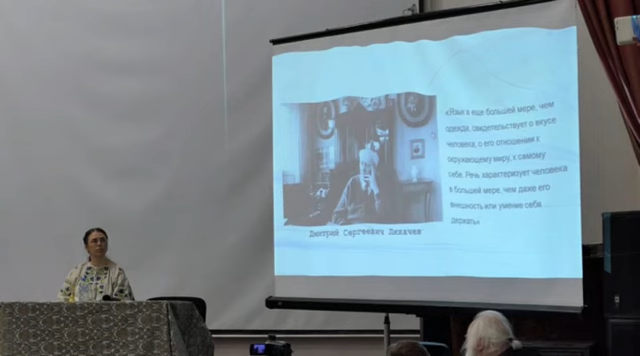 «Язык в еще большей мере, чем
одежда, свидетельствует о вкусе
человека, о его отношении к
окружающему миру, к самому
себе. Речь характеризует человека
в большей мере, чем даже его
внешность или умение себя
держать»
Дмитрий Сергеевич Лихачев